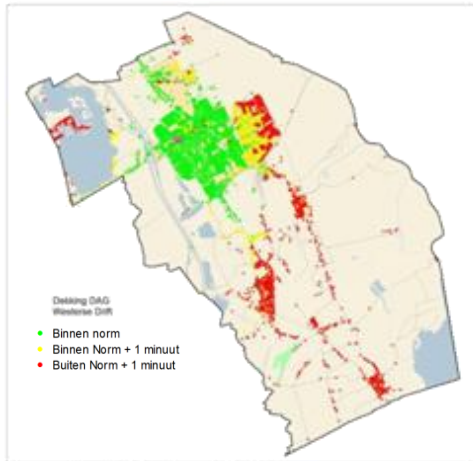 Dekking DAG
Westerse Drift
Binnen norm
Binnen Norm + 1 minuut
Buiten Norm + 1 minuut